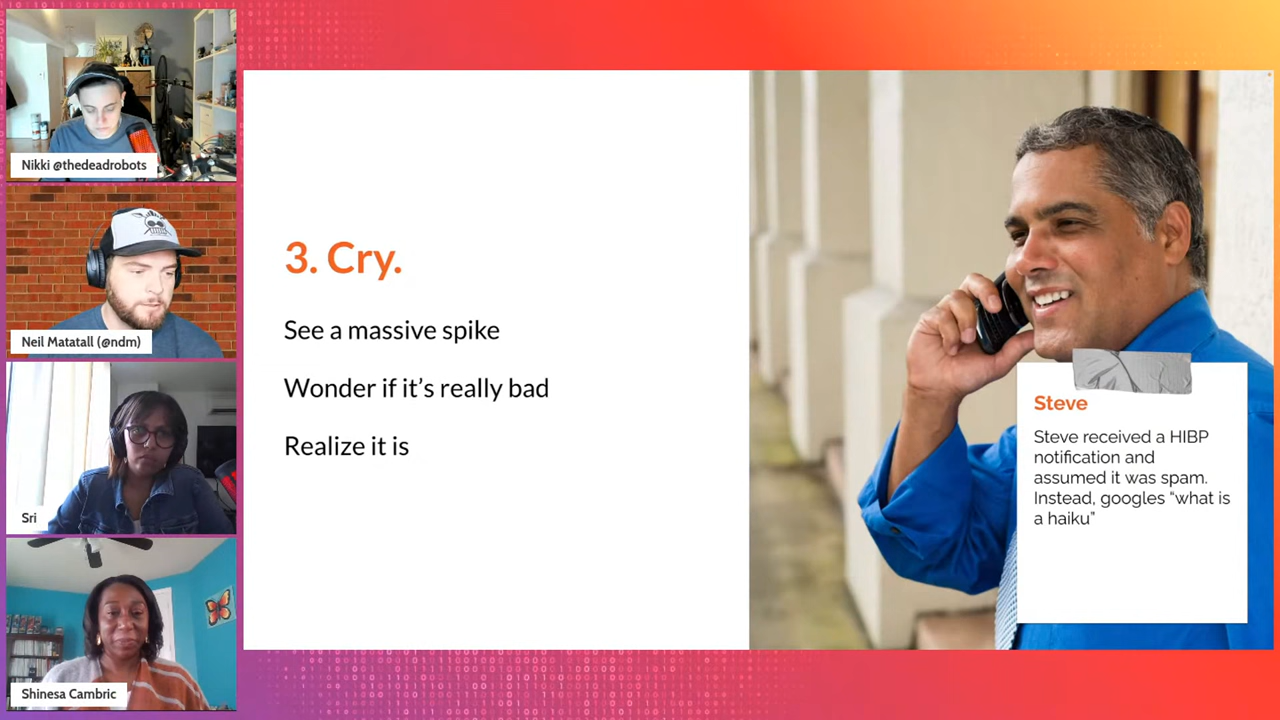 Nikki @thedeadrobots
Neil Matatall (@ndm)
Sri
Shinesa Cambric
3. Cry.
See a massive spike
Wonder if it’s really bad
Realize it is
Steve
Steve received a HIBP
notification and
assumed it was spam.
Instead, googles “what is
a haiku”